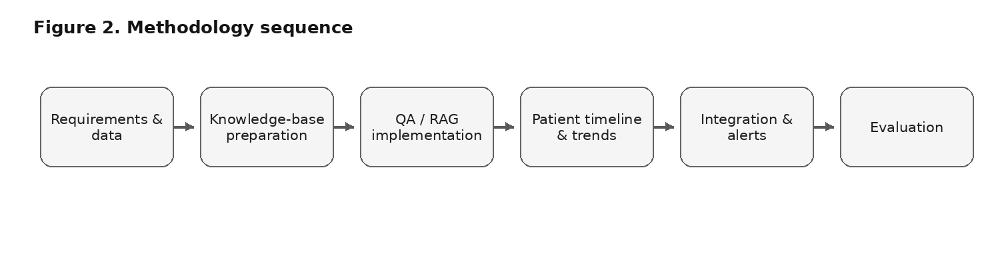 Figure 2. Methodology sequence
Requirements &
data
Knowledge-base
preparation
QA / RAG
implementation
Patient timeline
& trends
Integration &
alerts
Evaluation